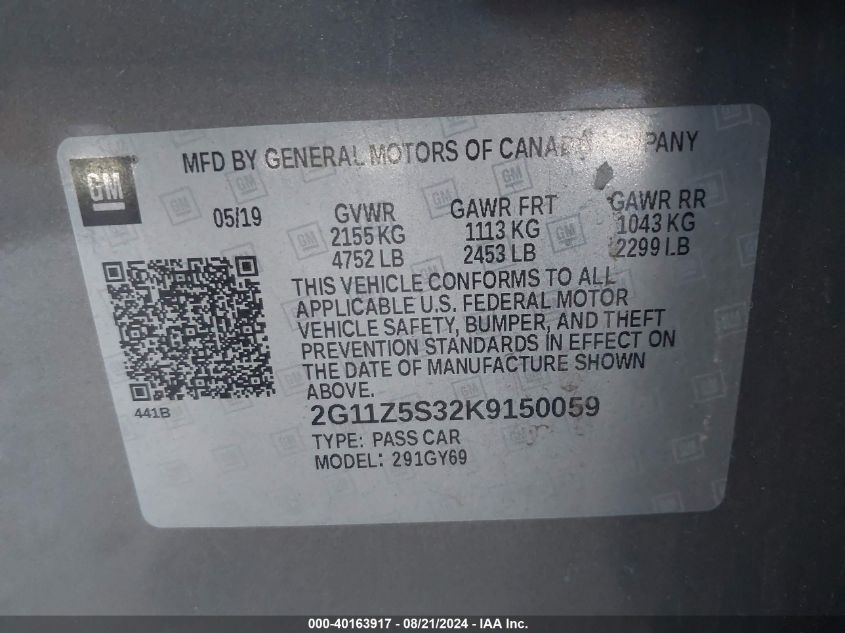 GM
MFD BY GENERAL MOTORS OF CANADA COMPANY
05/19
GVWR
2155 KG
4752 LB
GAWR FRT
1113 KG
2453 LB
GAWR RR
1043 KG
2299 LB
THIS VEHICLE CONFORMS TO ALL
APPLICABLE U.S. FEDERAL MOTOR
VEHICLE SAFETY, BUMPER, AND THEFT
PREVENTION STANDARDS IN EFFECT ON
THE DATE OF MANUFACTURE SHOWN
ABOVE.
441B
2G11Z5S32K9150059
TYPE: PASS CAR
MODEL: 291GY69
000-40163917 - 08/21/2024 - IAA Inc.